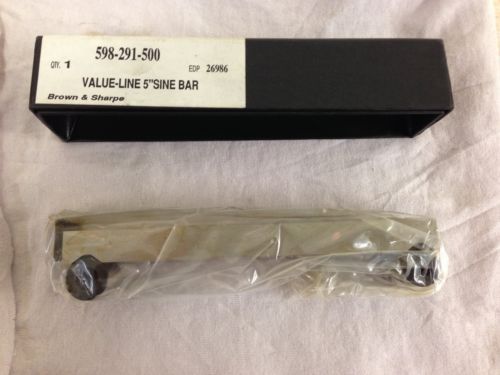 598-291-500
QTY. 1 EDP 26986
VALUE-LINE 5"SINE BAR
Brown & Sharpe